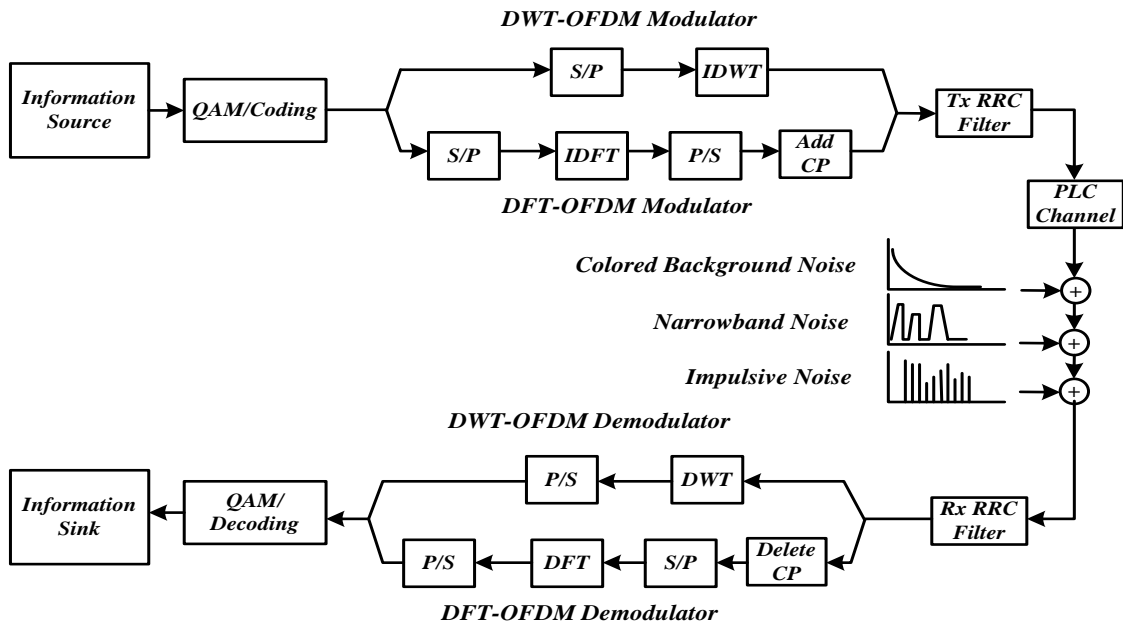 DWT-OFDM Modulator
Information
Source
QAM/Coding
S/P
IDWT
S/P
IDFT
P/S
Add
CP
Tx RRC
Filter
DFT-OFDM Modulator
PLC
Channel
Colored Background Noise
+
Narrowband Noise
+
Impulsive Noise
+
DWT-OFDM Demodulator
Information
Sink
QAM/
Decoding
P/S
DWT
P/S
DFT
S/P
Delete
CP
Rx RRC
Filter
DFT-OFDM Demodulator